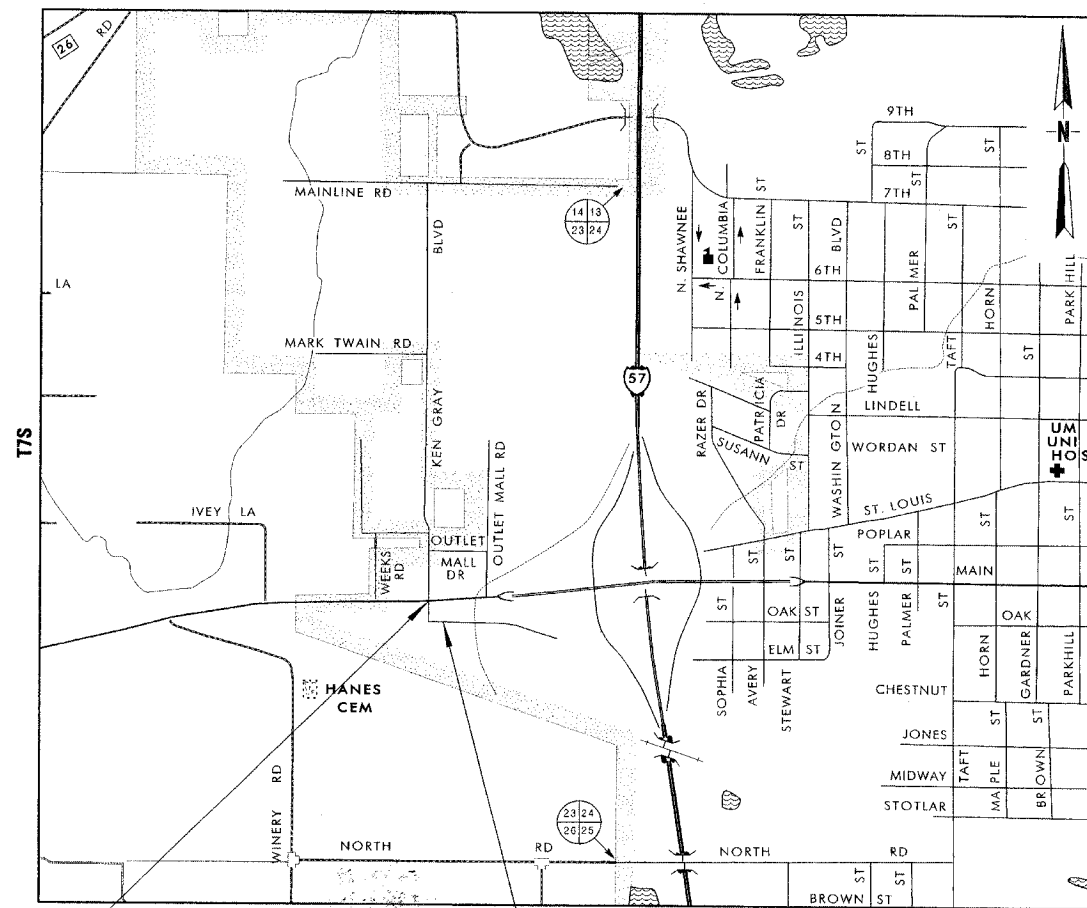 26
RD
9TH
ST
8TH
ST
7TH
ST
MAINLINE RD
14 13
23 24
BLVD
N. SHAWNEE
N. COLUMBIA
FRANKLIN ST
ST
BLVD
6TH
PALMER
ST
HORN
PARK HILL
N
LA
ILLINOIS
5TH
MARK TWAIN RD
4TH
HUGHES
TAFT
ST
57
KEN GRAY
T7S
RAZER DR
PATRICIA
DR
LINDELL
SUSANN
ST
WASHINGTON
WORDAN ST
UM
UNI
HOS
OUTLET MALL RD
IVEY LA
ST. LOUIS
ST
ST
POPLAR
OUTLET
MALL
DR
WEEKS
RD
ST
ST
ST
ST
ST
MAIN
ST
OAK ST
OAK
ST
JOINER
HUGHES
PALMER
ELM ST
HORN
GARDNER
PARKHILL
HANES
CEM
SOPHIA
AVERY
STEWART
CHESTNUT
ST
ST
JONES
MIDWAY
TAFT
MAPLE
BROWN
STOTLAR
WINERY RD
23 24
26 25
NORTH RD
NORTH RD
ST
ST
BROWN ST